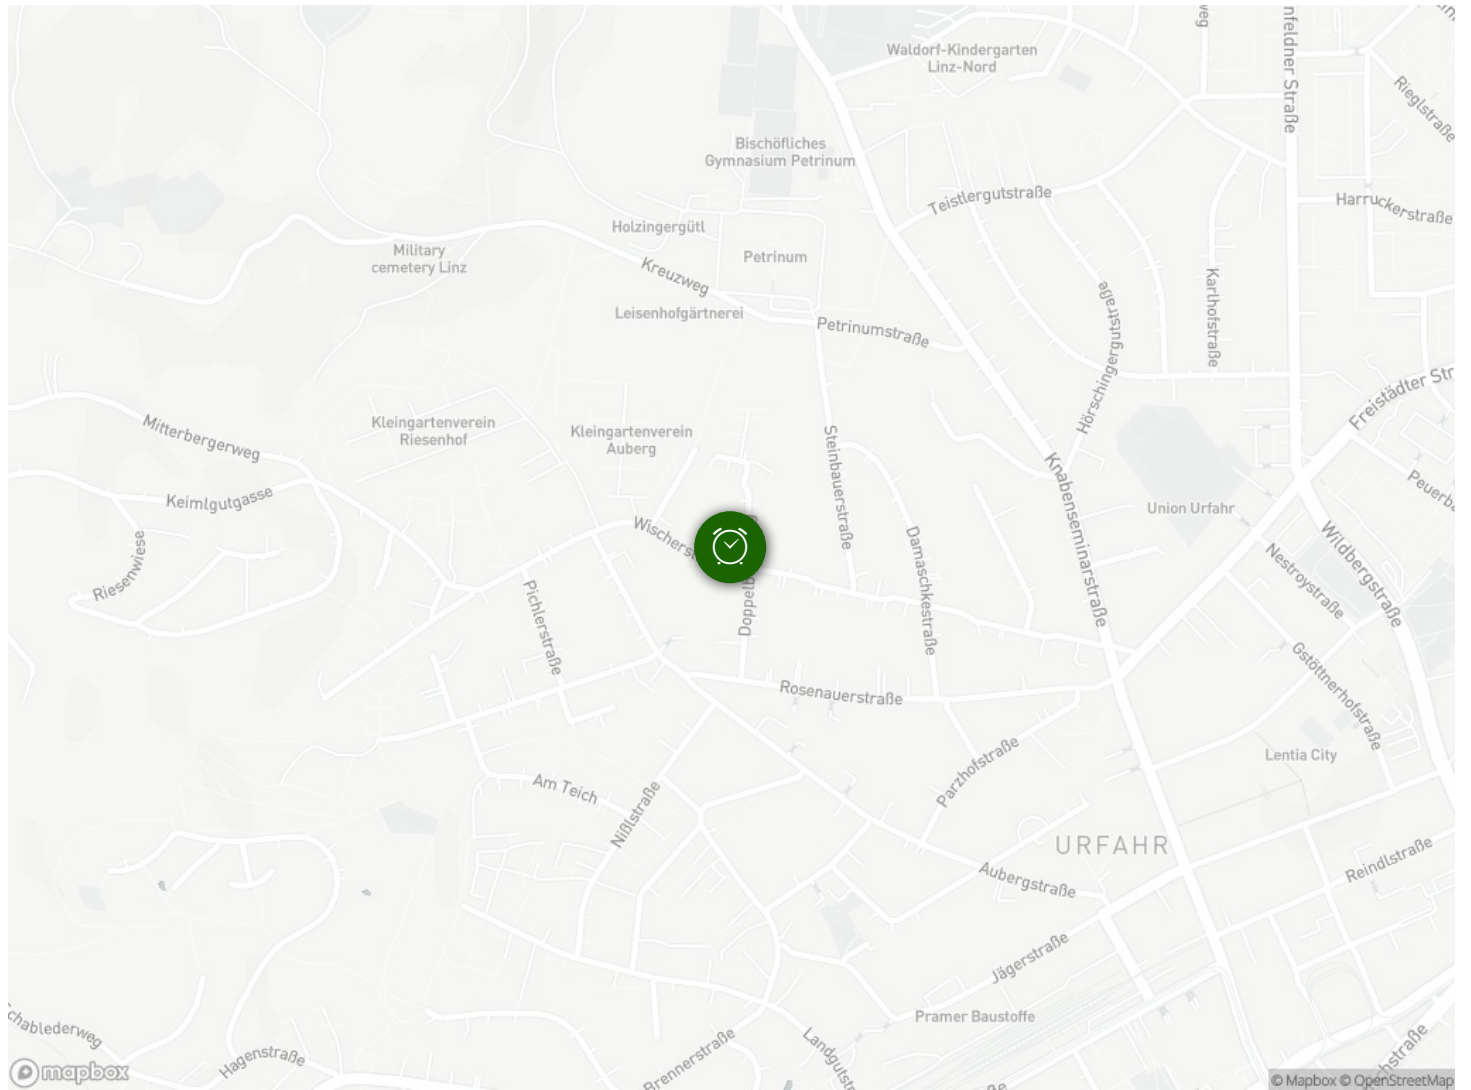 nfeldner Straße
Waldorf-Kindergarten
Linz-Nord
Rieglstraße
Bischöfliches
Gymnasium Petrinum
Teistlergutstraße
Harruckerstraße
Holzingergütl
Military
cemetery Linz
Petrinum
Kreuzweg
Karlhofstraße
Leisenhofgärtnerei
Petrinumstraße
Hörschingergutstraße
Freistädter Str
Mitterbergerweg
Kleingartenverein
Riesenhof
Kleingartenverein
Auberg
Steinbauerstraße
Knabenseminarstraße
Keimlgutgasse
Union Urfahr
Wildbergstraße
Riesenwiese
Damaschkestraße
Nestroystraße
Pichlerstraße
Gstöttnerhofstraße
Rosenauerstraße
Lentia City
Parzhofstraße
Am Teich
Nißlstraße
URFAHR
Reindlstraße
Aubergstraße
Jägerstraße
Pramer Baustoffe
Hagenstraße
Brennerstraße
mapbox
© Mapbox © OpenStreetMap